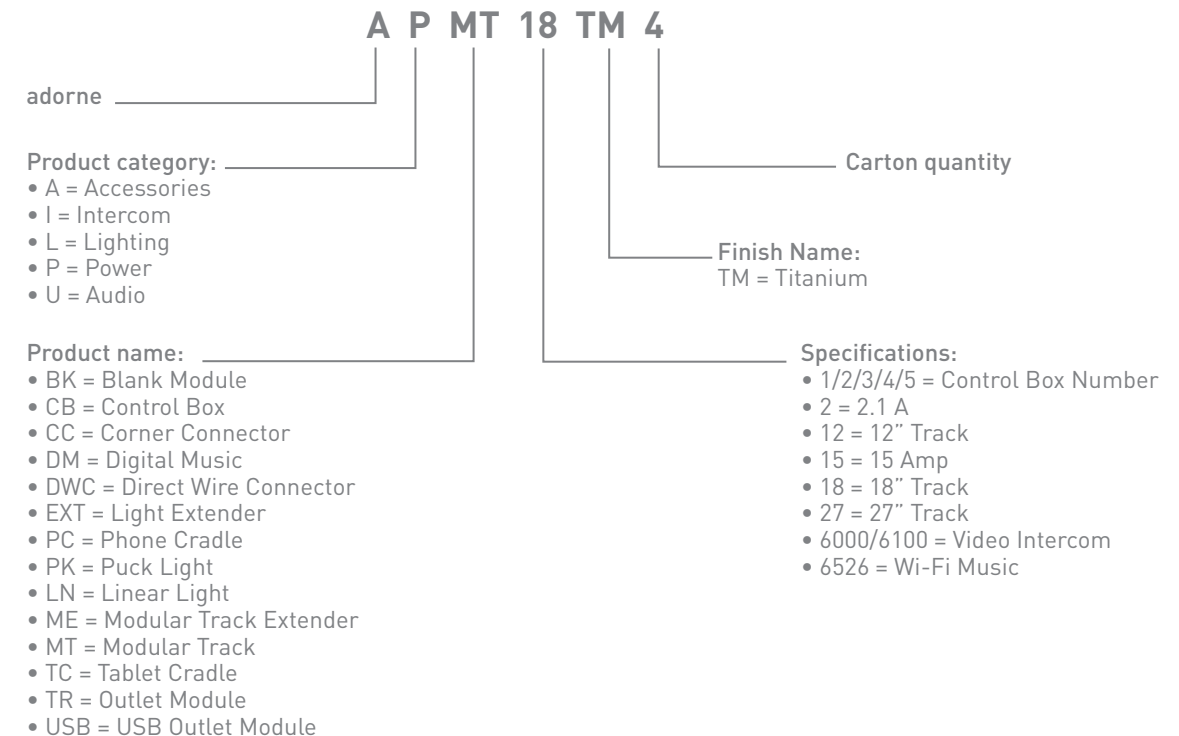 A P MT 18 TM 4
adorne
Product category:
• A = Accessories
• I = Intercom
• L = Lighting
• P = Power
• U = Audio
Carton quantity
Finish Name:
TM = Titanium
Product name:
• BK = Blank Module
• CB = Control Box
• CC = Corner Connector
• DM = Digital Music
• DWC = Direct Wire Connector
• EXT = Light Extender
• PC = Phone Cradle
• PK = Puck Light
• LN = Linear Light
• ME = Modular Track Extender
• MT = Modular Track
• TC = Tablet Cradle
• TR = Outlet Module
• USB = USB Outlet Module
Specifications:
• 1/2/3/4/5 = Control Box Number
• 2 = 2.1 A
• 12 = 12” Track
• 15 = 15 Amp
• 18 = 18” Track
• 27 = 27” Track
• 6000/6100 = Video Intercom
• 6526 = Wi-Fi Music